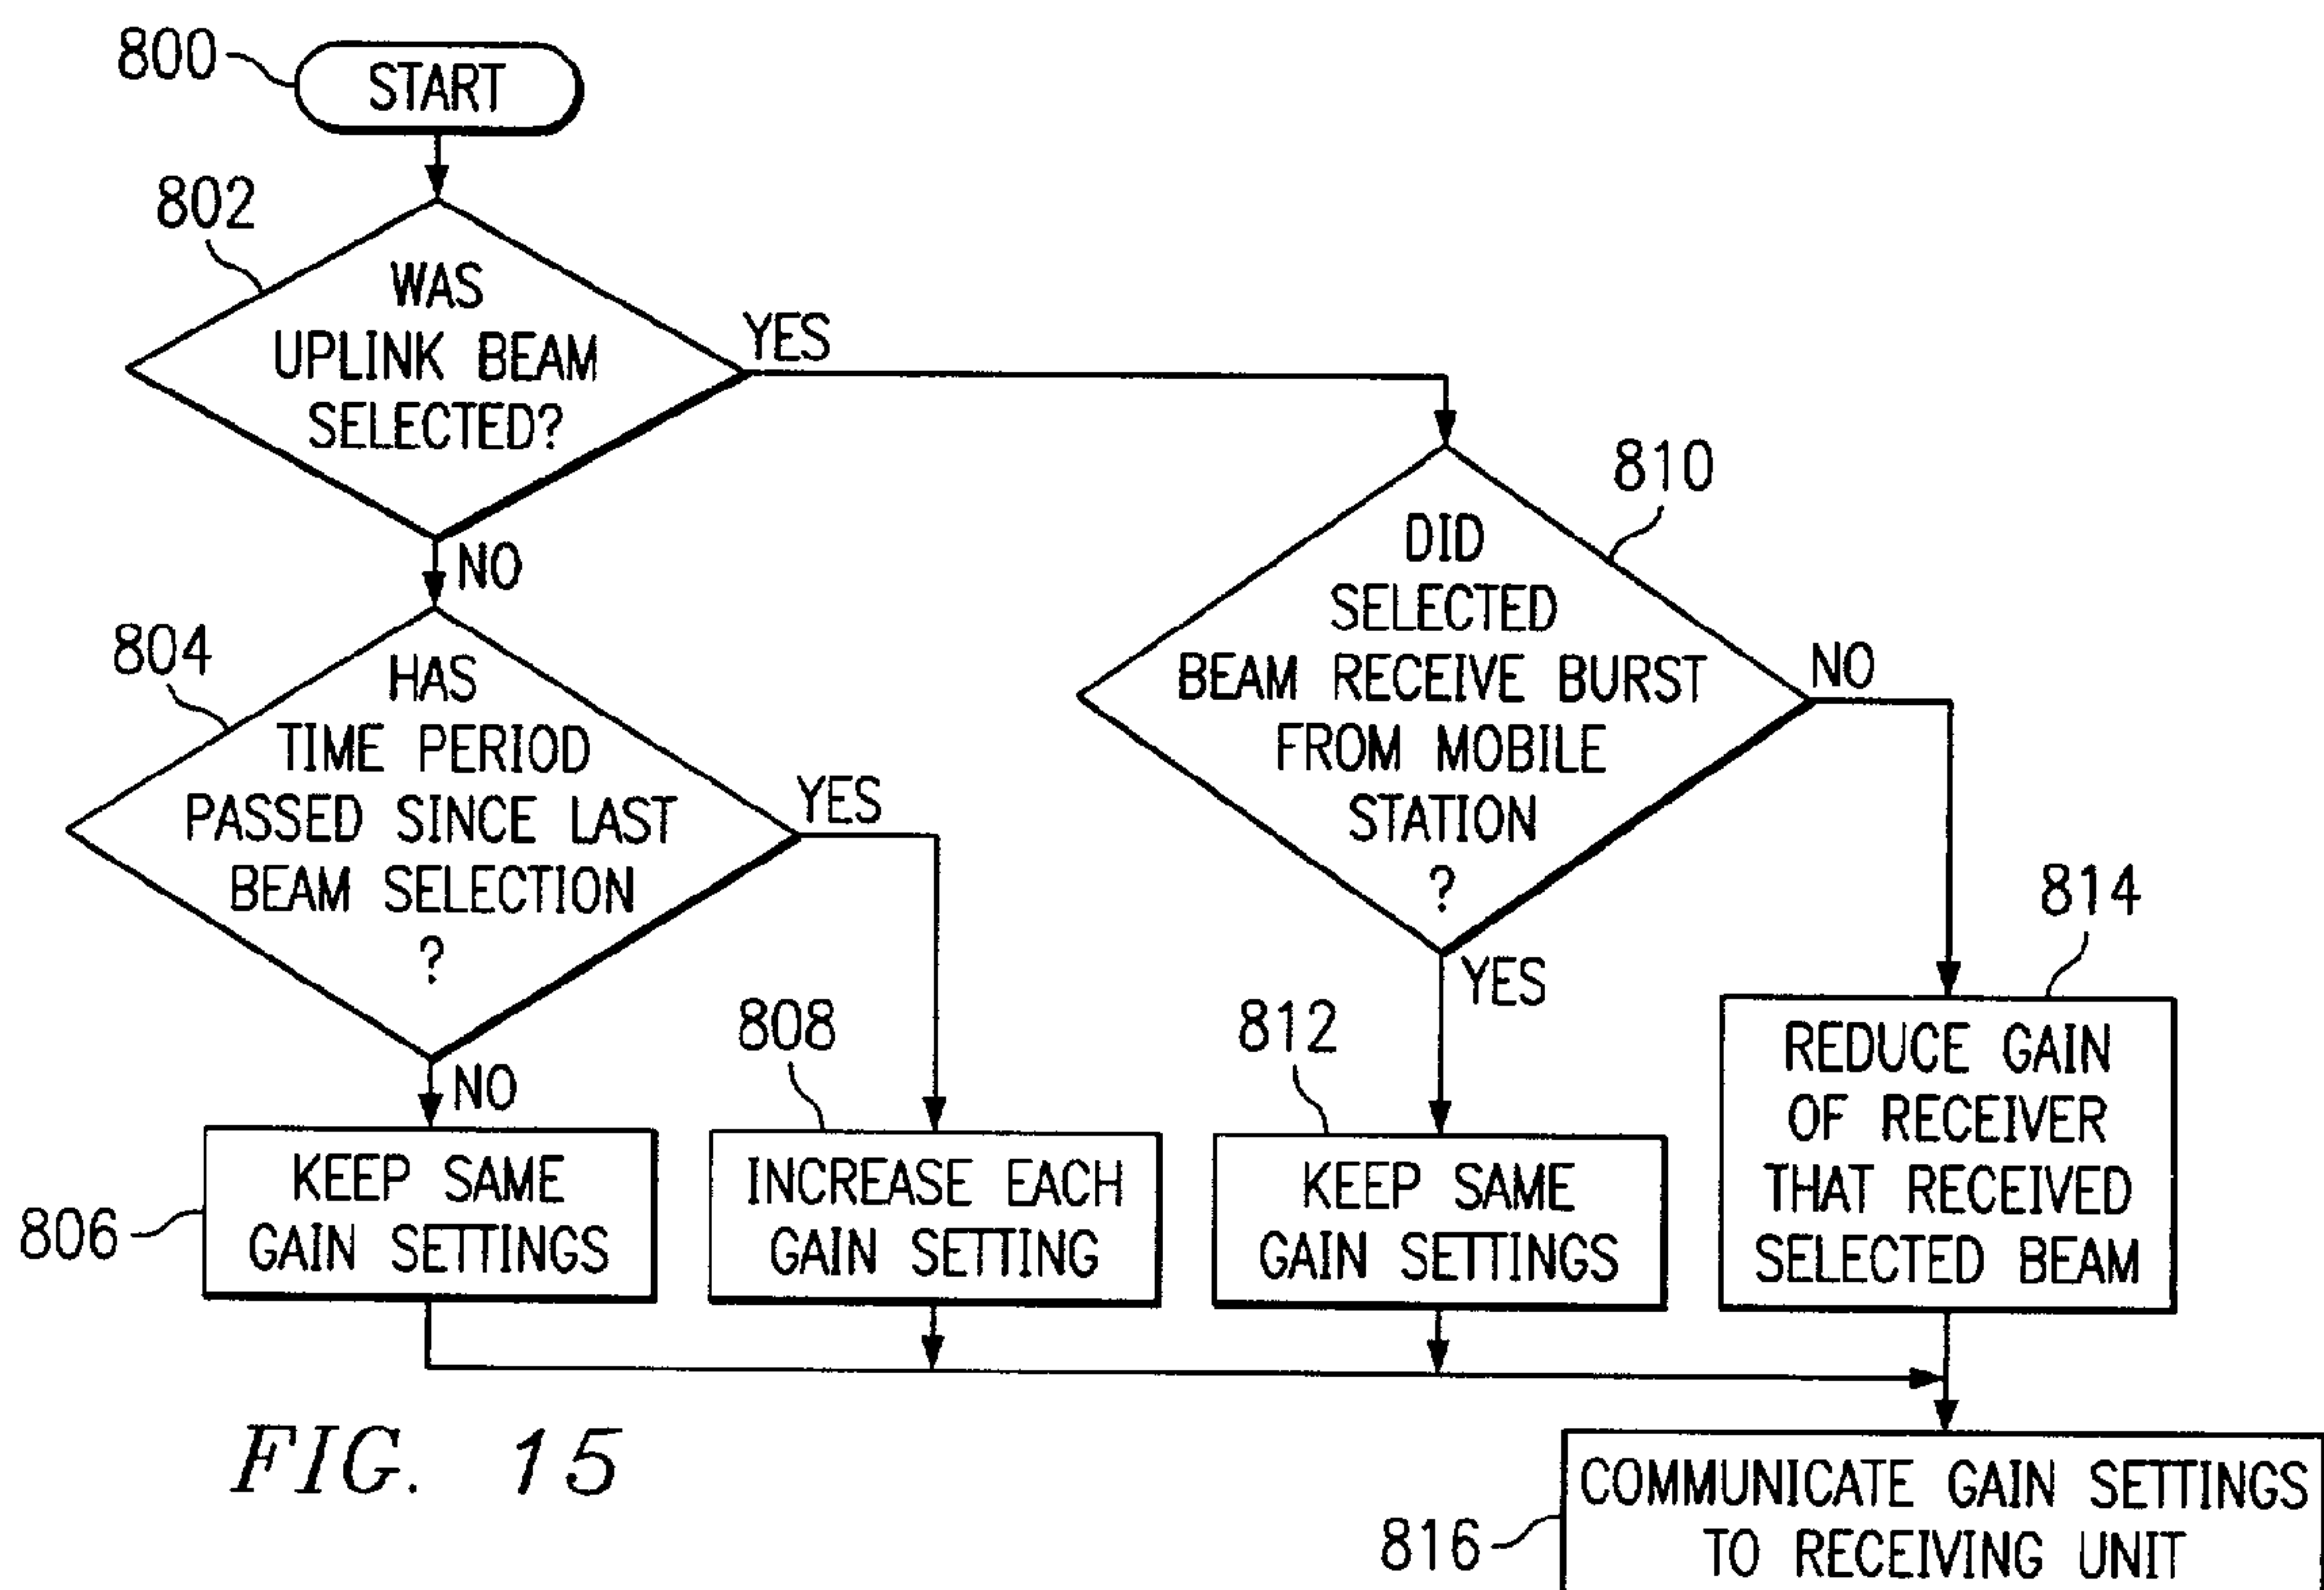 800
START
802
WAS
UPLINK BEAM
SELECTED?
YES
NO
804
HAS
TIME PERIOD
PASSED SINCE LAST
BEAM SELECTION
?
YES
NO
810
DID
SELECTED
BEAM RECEIVE BURST
FROM MOBILE
STATION
?
NO
YES
806
KEEP SAME
GAIN SETTINGS
808
INCREASE EACH
GAIN SETTING
812
KEEP SAME
GAIN SETTINGS
814
REDUCE GAIN
OF RECEIVER
THAT RECEIVED
SELECTED BEAM
816
COMMUNICATE GAIN SETTINGS
TO RECEIVING UNIT
FIG. 15